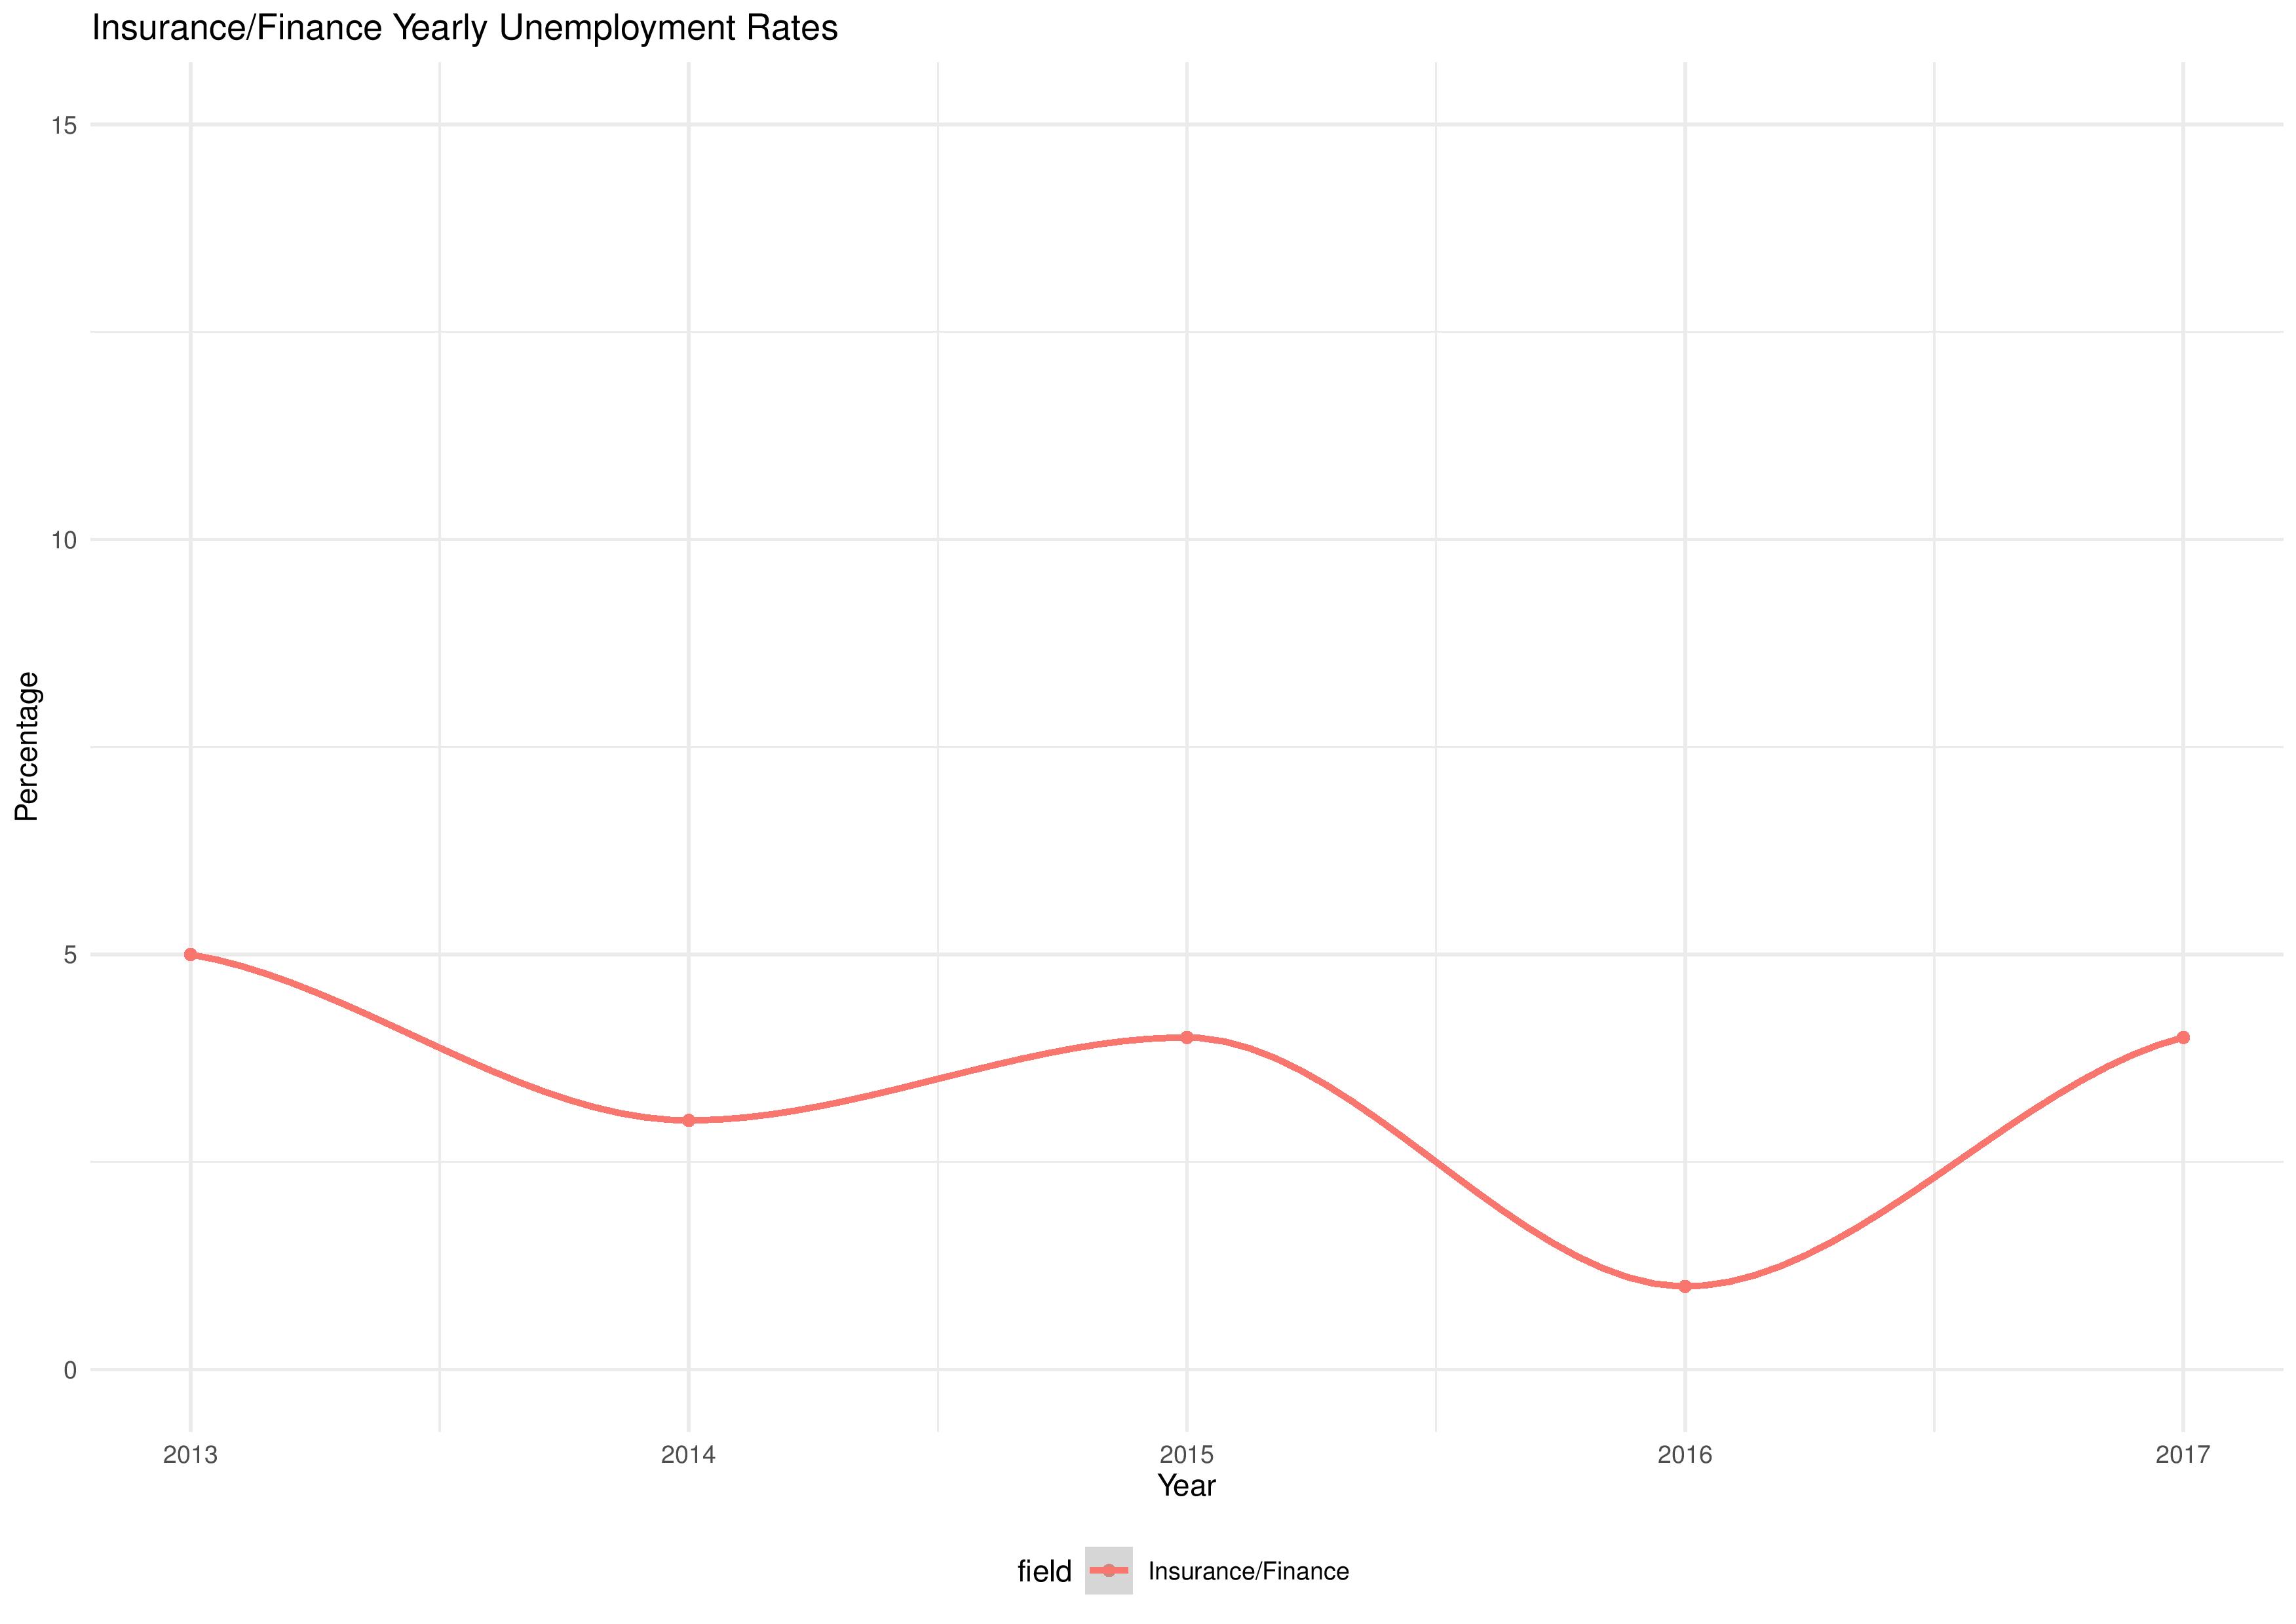 Insurance/Finance Yearly Unemployment Rates
15
10
5
0
Percentage
2013 2014 2015 2016 2017
Year
field Insurance/Finance